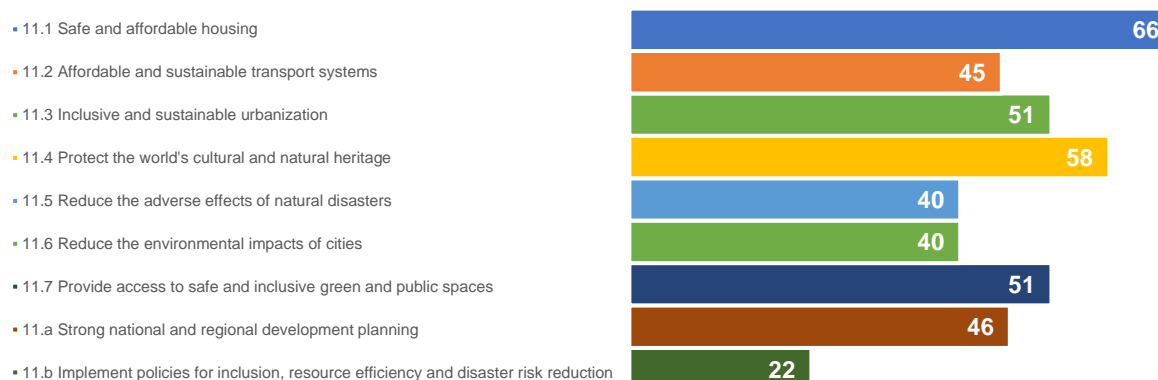 11.1 Safe and affordable housing 66
11.2 Affordable and sustainable transport systems 45
11.3 Inclusive and sustainable urbanization 51
11.4 Protect the world's cultural and natural heritage 58
11.5 Reduce the adverse effects of natural disasters 40
11.6 Reduce the environmental impacts of cities 40
11.7 Provide access to safe and inclusive green and public spaces 51
11.a Strong national and regional development planning 46
11.b Implement policies for inclusion, resource efficiency and disaster risk reduction 22